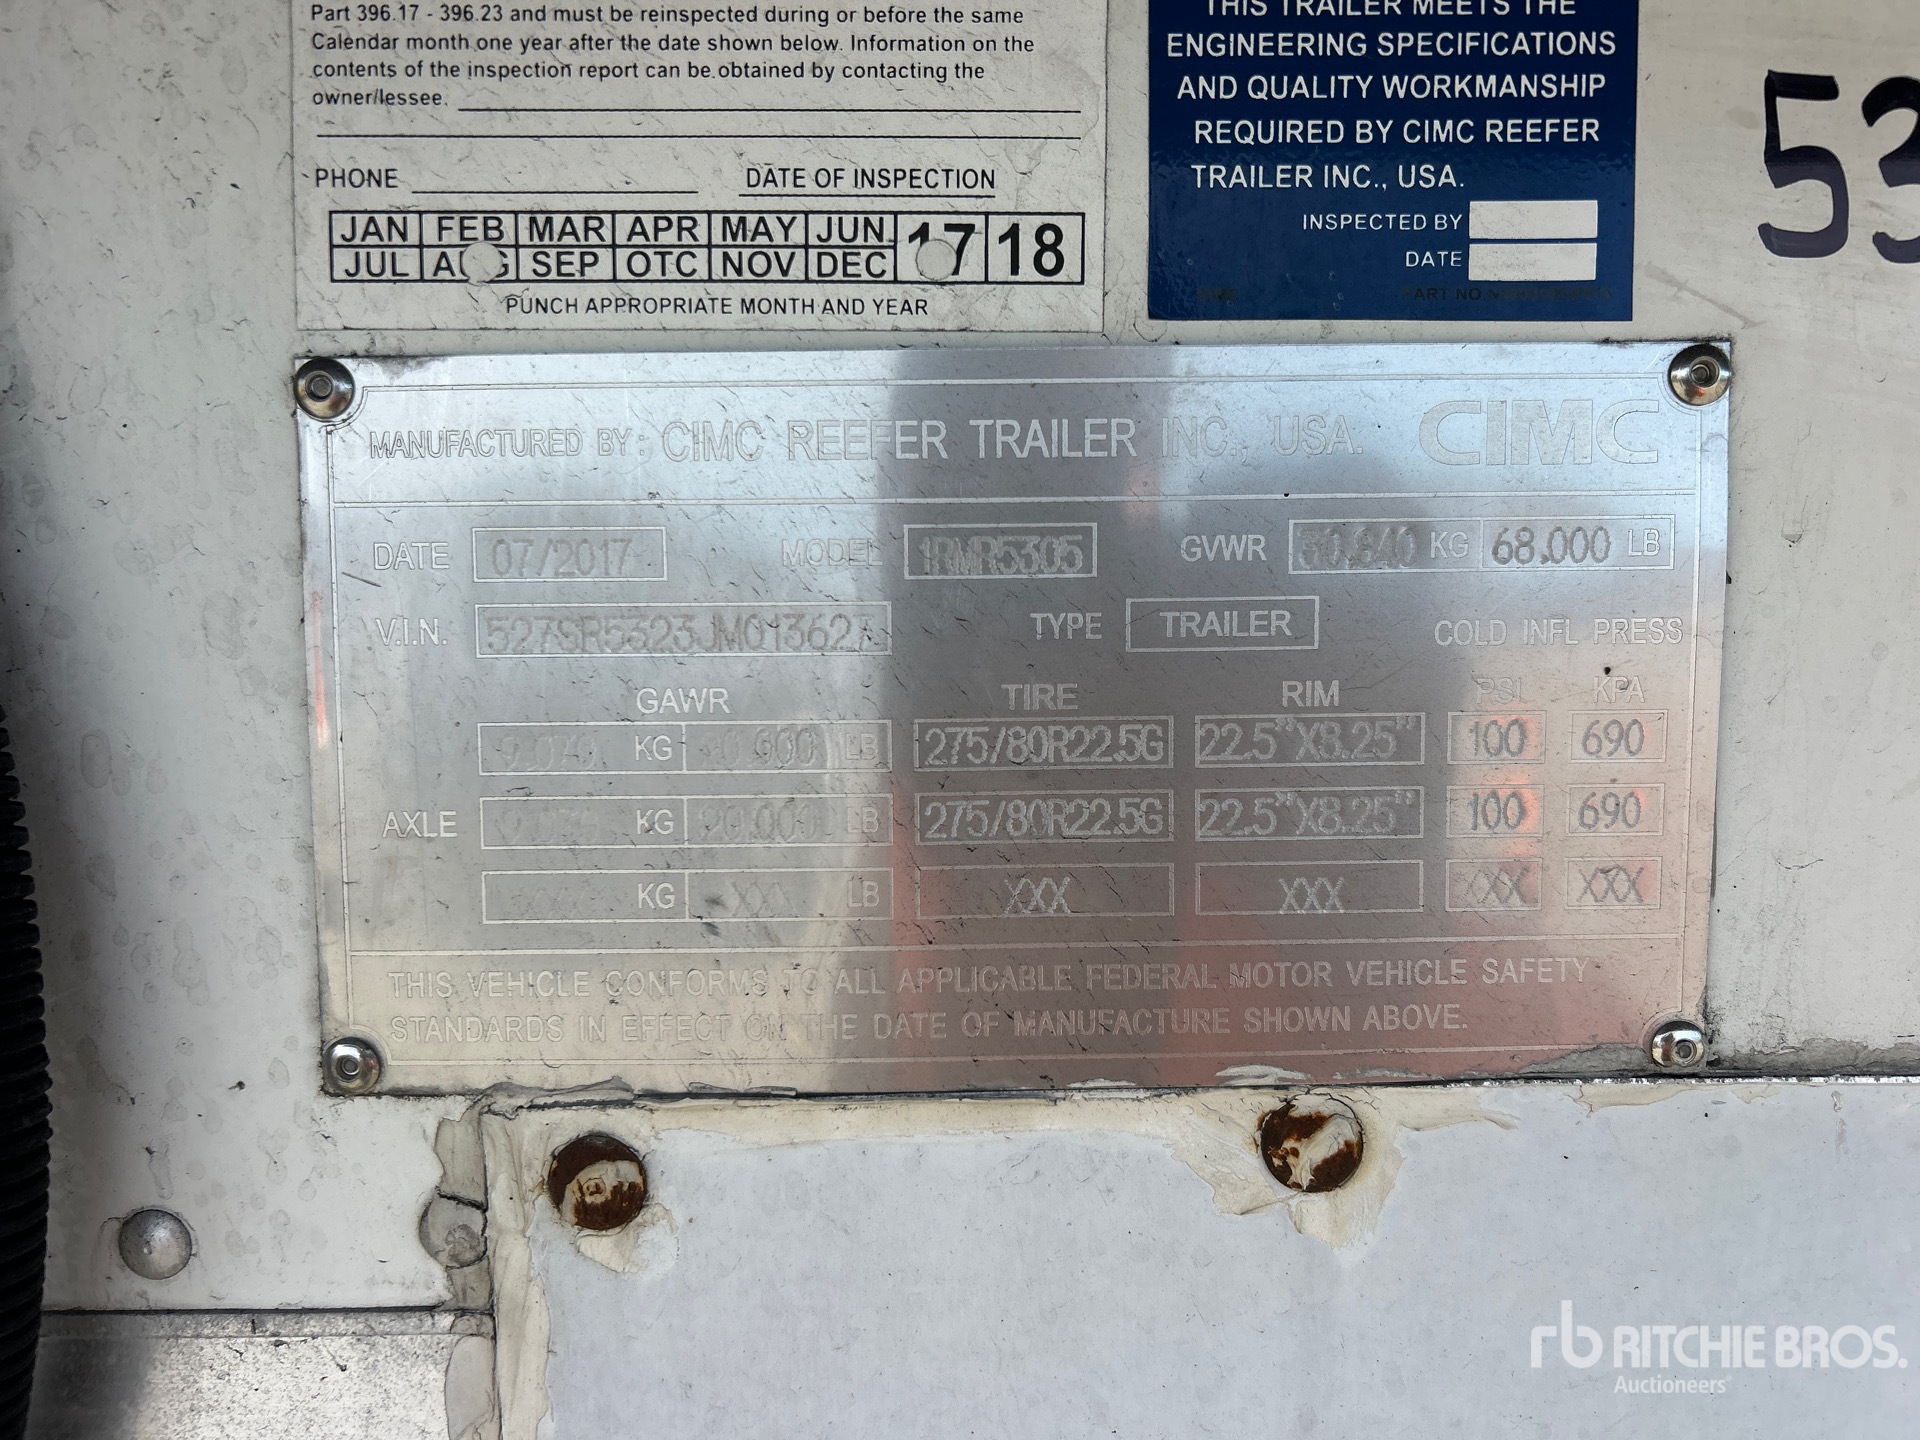 Part 396.17 - 396.23 and must be reinspected during or before the same
Calendar month one year after the date shown below. Information on the
contents of the inspection report can be obtained by contacting the
owner/lessee.
PHONE DATE OF INSPECTION
JAN FEB MAR APR MAY JUN 17 18
JUL AUG SEP OTC NOV DEC
PUNCH APPROPRIATE MONTH AND YEAR
THIS TRAILER MEETS THE
ENGINEERING SPECIFICATIONS
AND QUALITY WORKMANSHIP
REQUIRED BY CIMC REEFER
TRAILER INC., USA.
INSPECTED BY
DATE
PART NO
53
MANUFACTURED BY: CIMC REEFER TRAILER INC., USA. CIMC
DATE 07/2017 MODEL 1RMR5305 GVWR 30.840 KG 68.000 LB
V.I.N. 527SR5323JM013627 TYPE TRAILER COLD INFL PRESS
GAWR TIRE RIM PSI KPA
KG LB 275/80R22.5G 22.5"X8.25" 100 690
AXLE KG 20.000 LB 275/80R22.5G 22.5"X8.25" 100 690
KG XXX LB XXX XXX XXX XXX
THIS VEHICLE CONFORMS TO ALL APPLICABLE FEDERAL MOTOR VEHICLE SAFETY
STANDARDS IN EFFECT ON THE DATE OF MANUFACTURE SHOWN ABOVE.
rb RITCHIE BROS.
Auctioneers